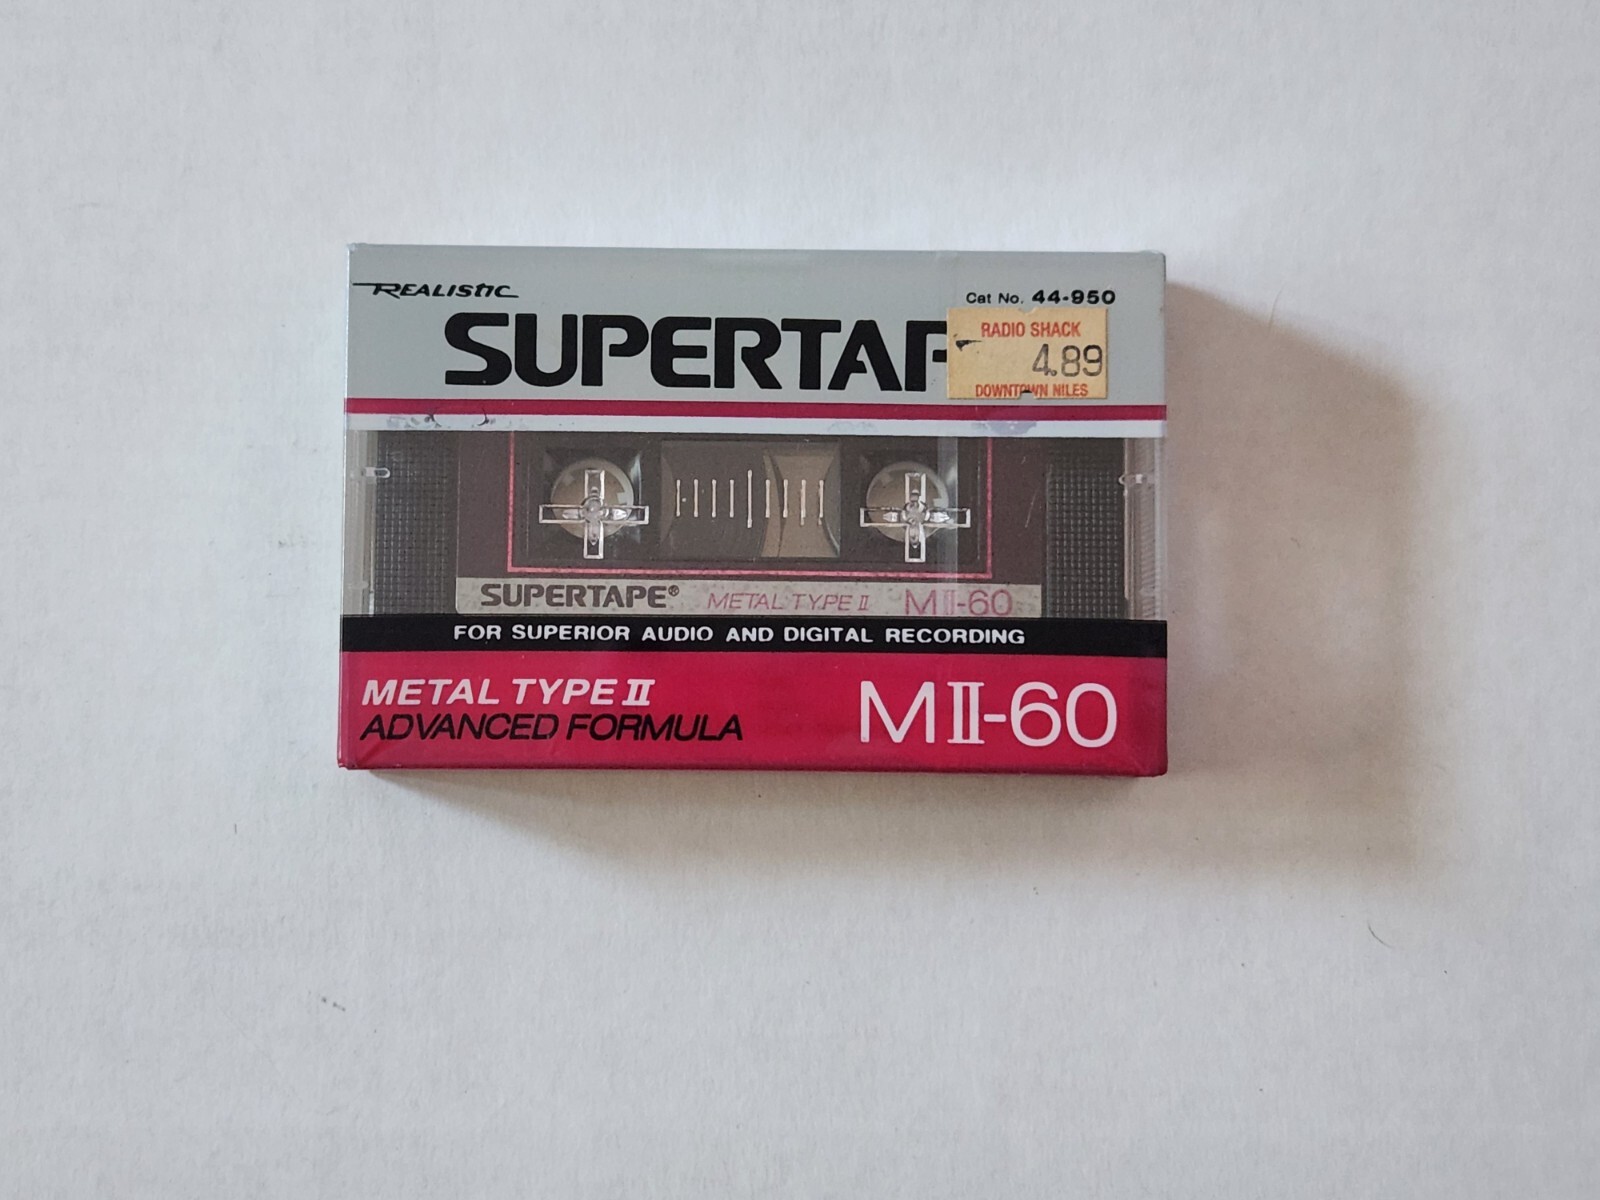 REALISTIC
Cat No. 44-950
SUPERTAP
RADIO SHACK
4.89
DOWNTOWN NILES
SUPERTAPE® METAL TYPE II MII-60
FOR SUPERIOR AUDIO AND DIGITAL RECORDING
METAL TYPE II
ADVANCED FORMULA
MII-60